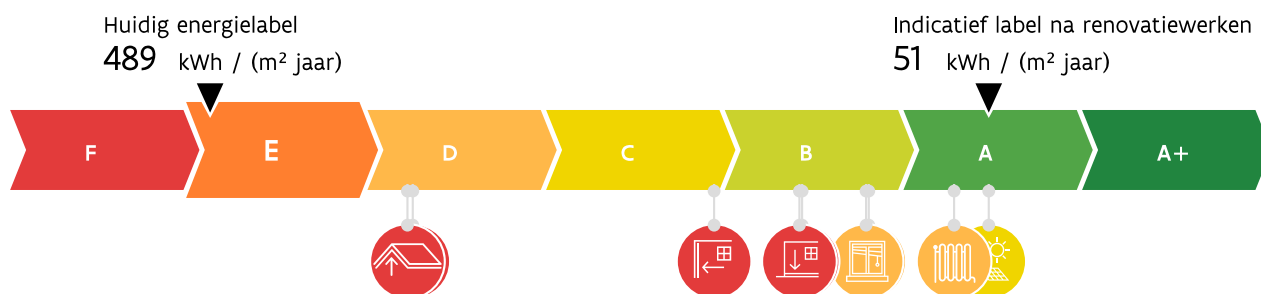 Huidig energielabel
489 kWh / (m² jaar)
Indicatief label na renovatiewerken
51 kWh / (m² jaar)
F E D C B A A+